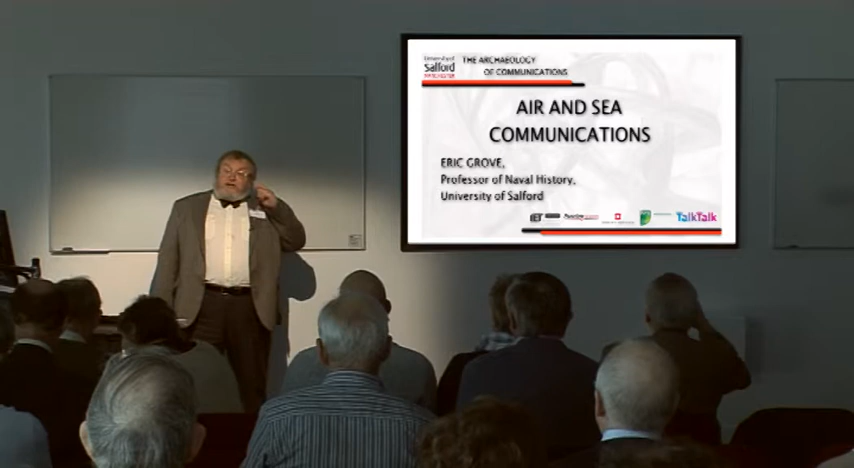 University of
Salford
MANCHESTER
THE ARCHAEOLOGY
OF COMMUNICATIONS
AIR AND SEA
COMMUNICATIONS
ERIC GROVE,
Professor of Naval History,
University of Salford
TalkTalk